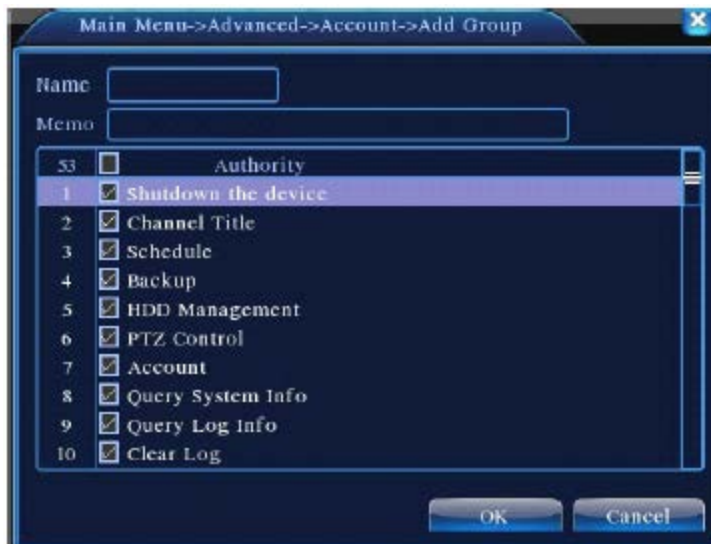 Main Menu->Advanced->Account->Add Group
Name
Memo
53 Authority
1 Shutdown the device
2 Channel Title
3 Schedule
4 Backup
5 HDD Management
6 PTZ Control
7 Account
8 Query System Info
9 Query Log Info
10 Clear Log
OK Cancel